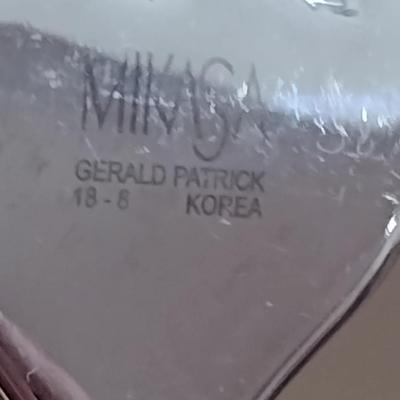 MIKASA
GERALD PATRICK
18-8 KOREA